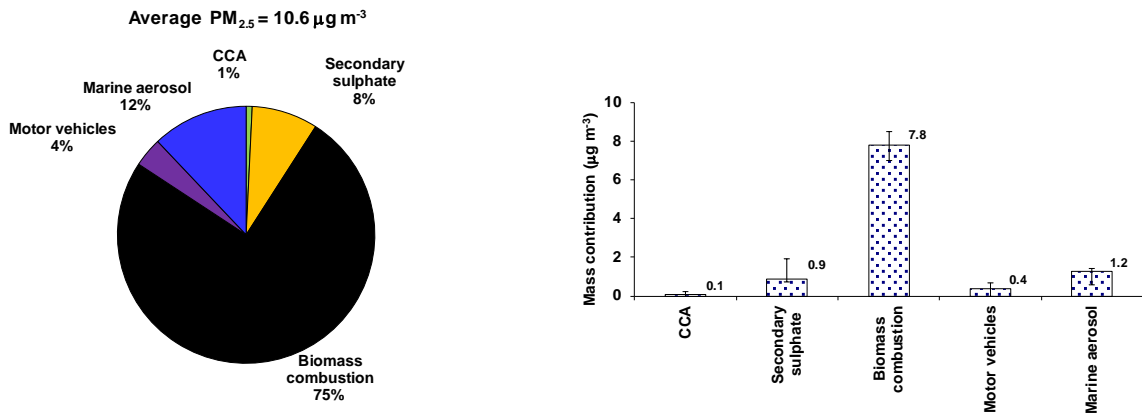 Average PM2.5 = 10.6 µg m-3
CCA
1%
Secondary
sulphate
8%
Marine aerosol
12%
Motor vehicles
4%
Biomass
combustion
75%
Mass contribution (µg m-3)
10
8
6
4
2
0
0.1
0.9
7.8
0.4
1.2
CCA
Secondary
sulphate
Biomass
combustion
Motor vehicles
Marine aerosol